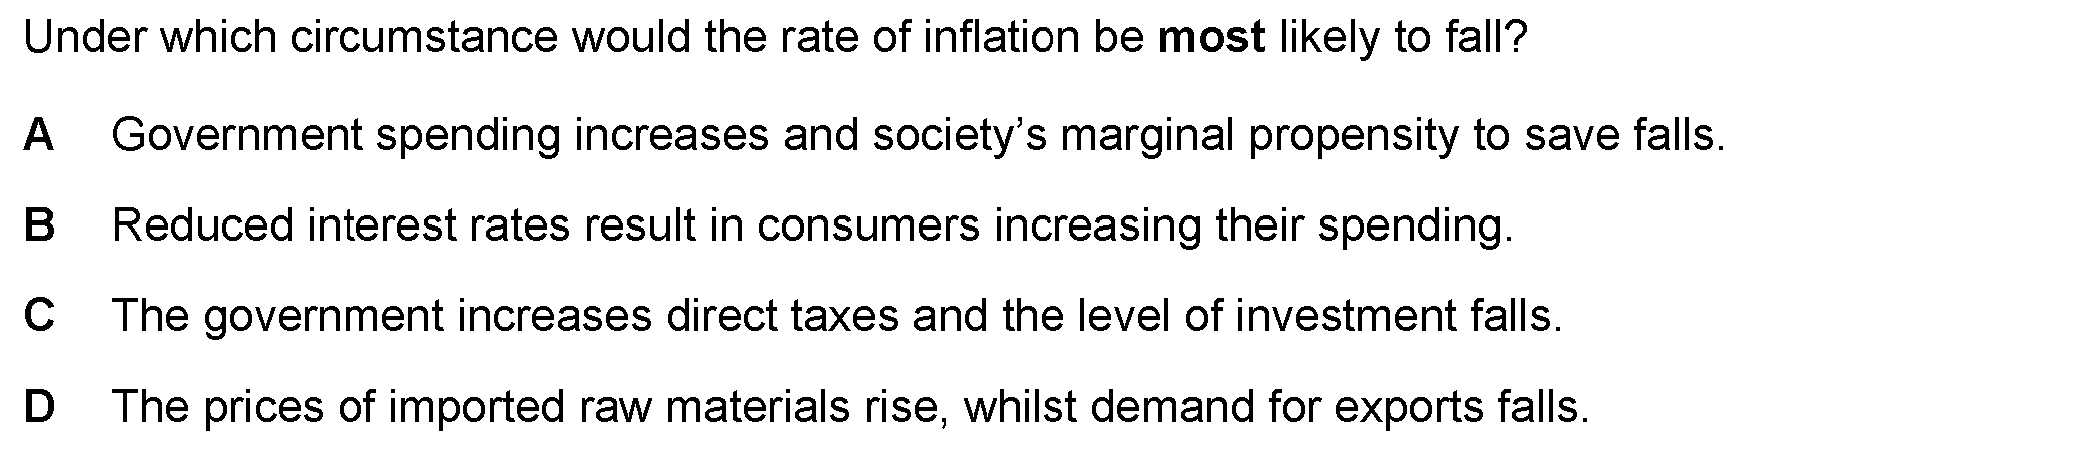 Under which circumstance would the rate of inflation be most likely to fall?
A Government spending increases and society’s marginal propensity to save falls.
B Reduced interest rates result in consumers increasing their spending.
C The government increases direct taxes and the level of investment falls.
D The prices of imported raw materials rise, whilst demand for exports falls.